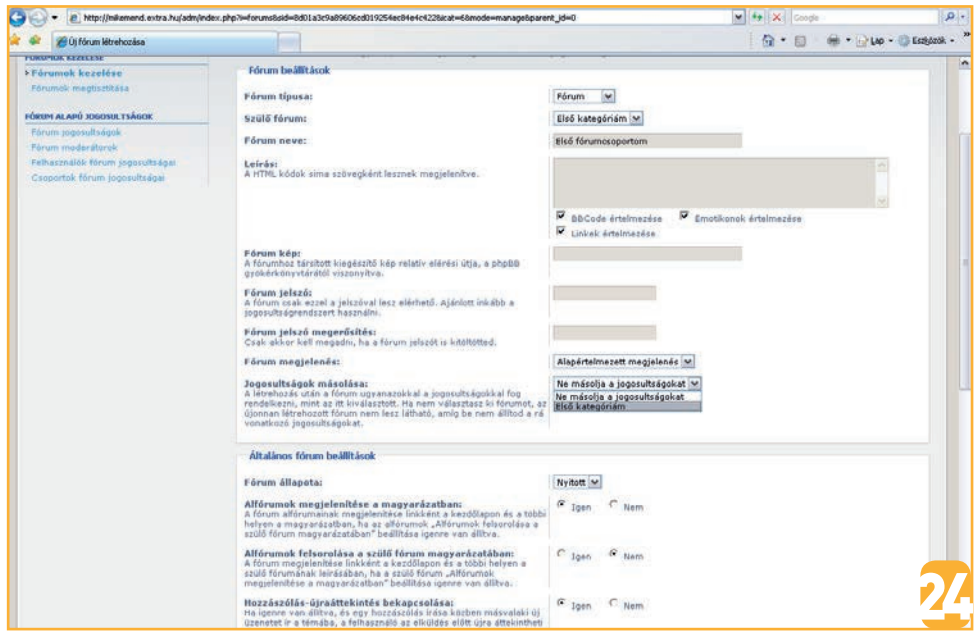 http://mikemend.extra.hu/adm/index.php?i=forums&sid=8d01a3c9a89606cd019254ec84e4c422&icat=6&mode=manage&parent_id=0
Google
Új fórum létrehozása
Lap
Eszközök
»
FÓRUMOK KEZELÉSE
Fórumok kezelése
Fórumok megtisztítása
FÓRUM ALAPÚ JOGOSULTSÁGOK
Fórum jogosultságok
Fórum moderátorok
Felhasználók fórum jogosultságai
Csoportok fórum jogosultságai
Fórum beállítások
Fórum típusa:
Fórum
Szülő fórum:
Első kategóriám
Fórum neve:
Első fórumcsoportom
Leírás:
A HTML kódok sima szövegként lesznek megjelenítve.
BBCode értelmezése
Emotikonok értelmezése
Linkek értelmezése
Fórum kép:
A fórumhoz társított kiegészítő kép relatív elérési útja, a phpBB
gyökérkönyvtárától viszonyítva.
Fórum jelszó:
A fórum csak ezzel a jelszóval lesz elérhető. Ajánlott inkább a
jogosultságrendszert használni.
Fórum jelszó megerősítés:
Csak akkor kell megadni, ha a fórum jelszót is kitöltötted.
Fórum megjelenés:
Alapértelmezett megjelenés
Jogosultságok másolása:
A létrehozás után a fórum ugyanazokkal a jogosultságokkal fog
rendelkezni, mint az itt kiválasztott. Ha nem választasz ki fórumot, az
újonnan létrehozott fórum nem lesz látható, amíg be nem állítod a rá
vonatkozó jogosultságokat.
Ne másolja a jogosultságokat
Ne másolja a jogosultságokat
Első kategóriám
Általános fórum beállítások
Fórum állapota:
Nyitott
Alfórumok megjelenítése a magyarázatban:
A fórum alfórumainak megjelenítése linkként a kezdőlapon és a többi
helyen a magyarázatban, ha az alfórumok „Alfórumok felsorolása a
szülő fórum magyarázatában" beállítása igenre van állítva.
Igen
Nem
Alfórumok felsorolása a szülő fórum magyarázatában:
A fórum megjelenítése linkként a kezdőlapon és a többi helyen a
szülő fórumának leírásában, ha a szülő fórum „Alfórumok
megjelenítése a magyarázatban" beállítása igenre van állítva.
Igen
Nem
Hozzászólás-újraáttekintés bekapcsolása:
Ha igenre van állítva, és egy hozzászólás írása közben másvalaki új
üzenetet ír a témába, a felhasználó az elküldés előtt újra áttekintheti
Igen
Nem
24